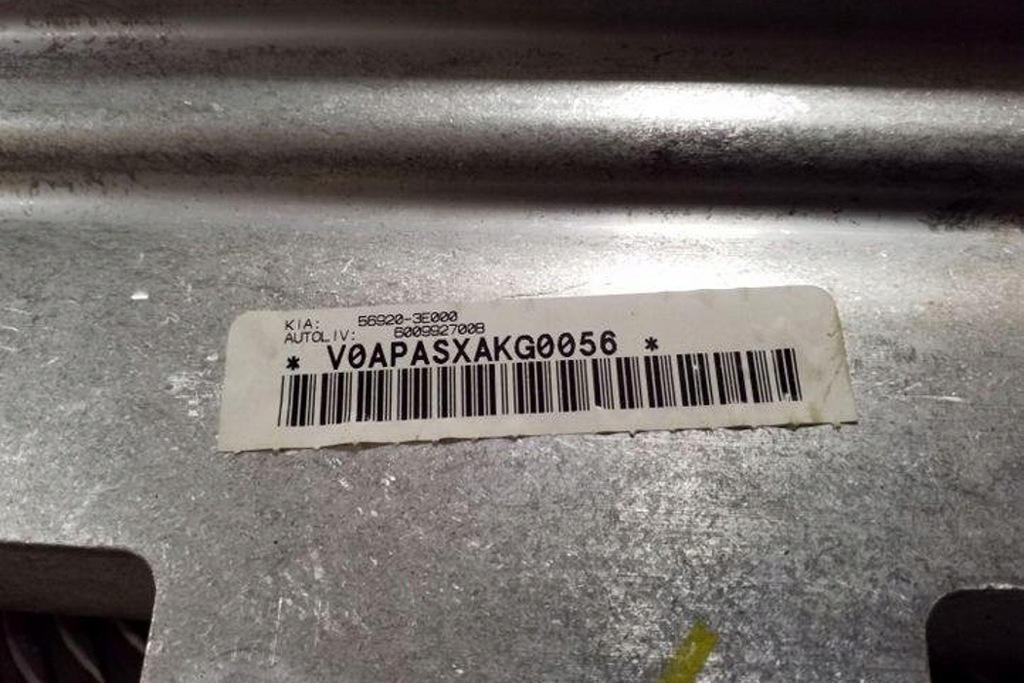 KIA: 56920-3E000
AUTOLIV: 600992700B
* V0APASXAKG0056 *